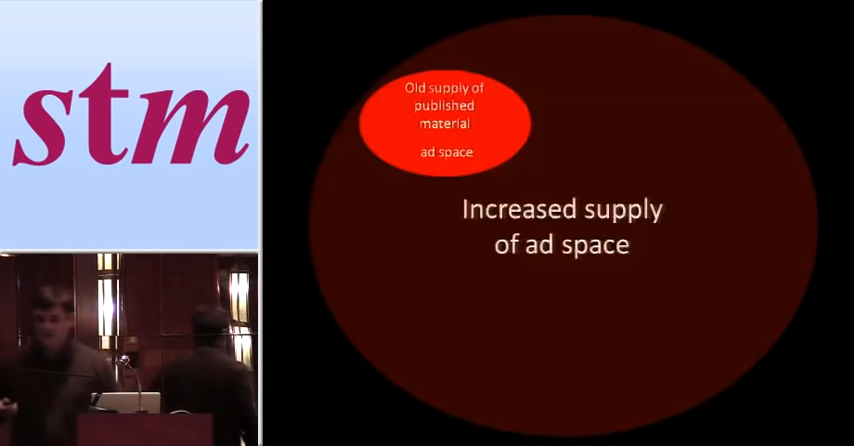 stm
Old supply of
published
material
ad space
Increased supply
of ad space